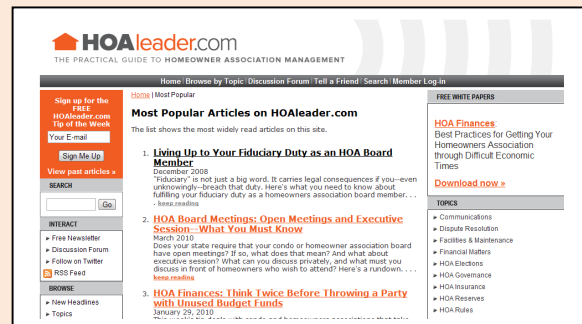 HOAleader.com
THE PRACTICAL GUIDE TO HOMEOWNER ASSOCIATION MANAGEMENT
Home | Browse by Topic | Discussion Forum | Tell a Friend | Search | Member Log-in
Sign up for the
FREE
HOAleader.com
Tip of the Week
Your E-mail
Sign Me Up
View past articles »
SEARCH
Go
INTERACT
Free Newsletter
Discussion Forum
Follow on Twitter
RSS Feed
BROWSE
New Headlines
Topics
Home | Most Popular
Most Popular Articles on HOAleader.com
The list shows the most widely read articles on this site.
1. Living Up to Your Fiduciary Duty as an HOA Board
Member
December 2008
"Fiduciary" is not just a big word. It carries legal consequences if you--even
unknowingly--breach that duty. Here's what you need to know about
fulfilling your fiduciary duty as a homeowners association board member. . .
. keep reading
2. HOA Board Meetings: Open Meetings and Executive
Session--What You Must Know
March 2010
Does your state require that your condo or homeowner association board
have open meetings? If so, what does that mean? And what about
executive session? What can you discuss privately, and what must you
discuss in front of homeowners who wish to attend? Here's a rundown. . . .
keep reading
3. HOA Finances: Think Twice Before Throwing a Party
with Unused Budget Funds
January 29, 2010
This week's tip deals with condo and homeowner associations that take
FREE WHITE PAPERS
HOA Finances:
Best Practices for Getting Your
Homeowners Association
through Difficult Economic
Times
Download now »
TOPICS
Communications
Dispute Resolution
Facilities & Maintenance
Financial Matters
HOA Elections
HOA Governance
HOA Insurance
HOA Reserves
HOA Rules